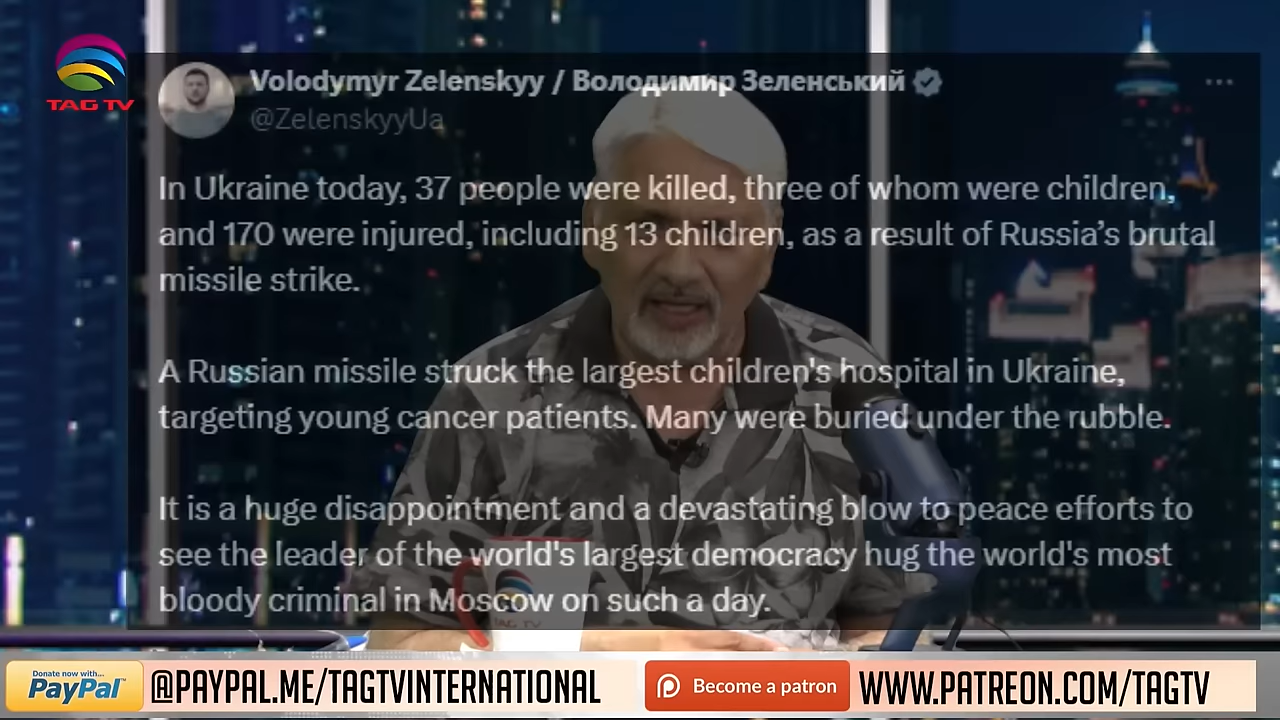 TAG TV
Volodymyr Zelenskyy / Володимир Зеленський
@ZelenskyyUa
In Ukraine today, 37 people were killed, three of whom were children,
and 170 were injured, including 13 children, as a result of Russia's brutal
missile strike.
A Russian missile struck the largest children's hospital in Ukraine,
targeting young cancer patients. Many were buried under the rubble.
It is a huge disappointment and a devastating blow to peace efforts to
see the leader of the world's largest democracy hug the world's most
bloody criminal in Moscow on such a day.
TAG TV
Donate now with...
PayPal™
@PAYPAL.ME/TAGTVINTERNATIONAL
Become a patron
WWW.PATREON.COM/TAGTV